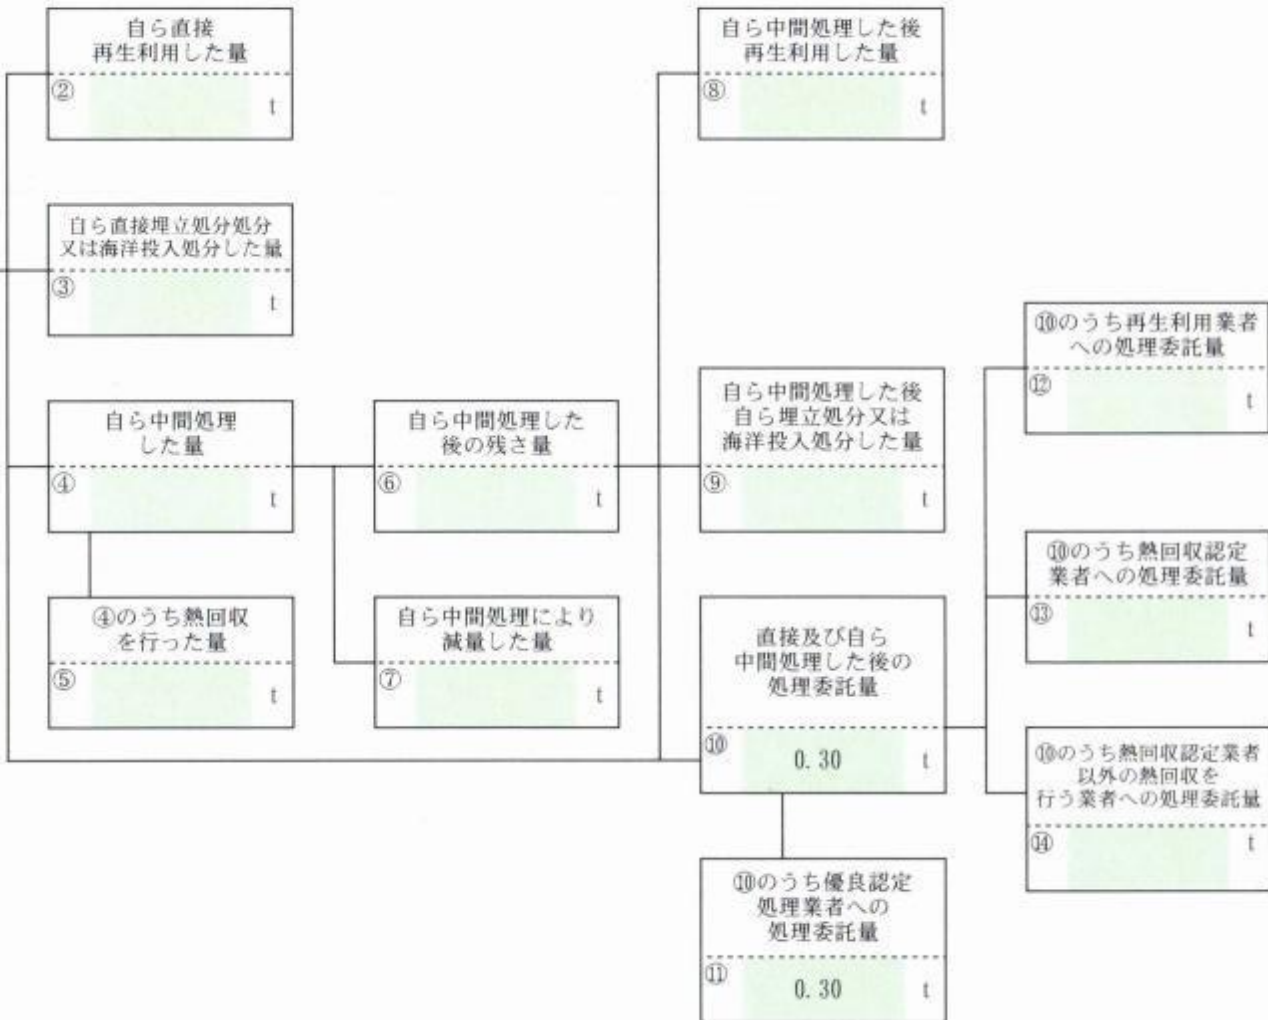 自ら直接
再生利用した量
② t
自ら直接埋立処分処分
又は海洋投入処分した量
③ t
自ら中間処理
した量
④ t
④のうち熱回収
を行った量
⑤ t
自ら中間処理した
後の残さ量
⑥ t
自ら中間処理により
減量した量
⑦ t
自ら中間処理した後
再生利用した量
⑧ t
自ら中間処理した後
自ら埋立処分又は
海洋投入処分した量
⑨ t
直接及び自ら
中間処理した後の
処理委託量
⑩ 0.30 t
⑩のうち優良認定
処理業者への
処理委託量
⑪ 0.30 t
⑩のうち再生利用業者
への処理委託量
⑫ t
⑩のうち熱回収認定
業者への処理委託量
⑬ t
⑩のうち熱回収認定業者
以外の熱回収を
行う業者への処理委託量
⑭ t